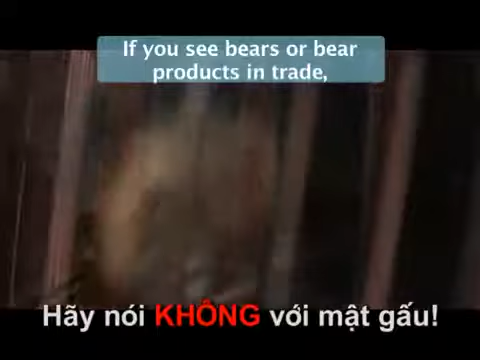 If you see bears or bear
products in trade,
Hãy nói KHÔNG với mật gấu!